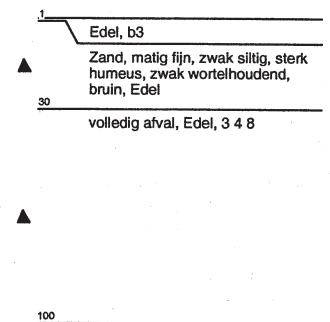 1
Edel, b3
Zand, matig fijn, zwak siltig, sterk
humeus, zwak wortelhoudend,
bruin, Edel
30
volledig afval, Edel, 3 4 8
100